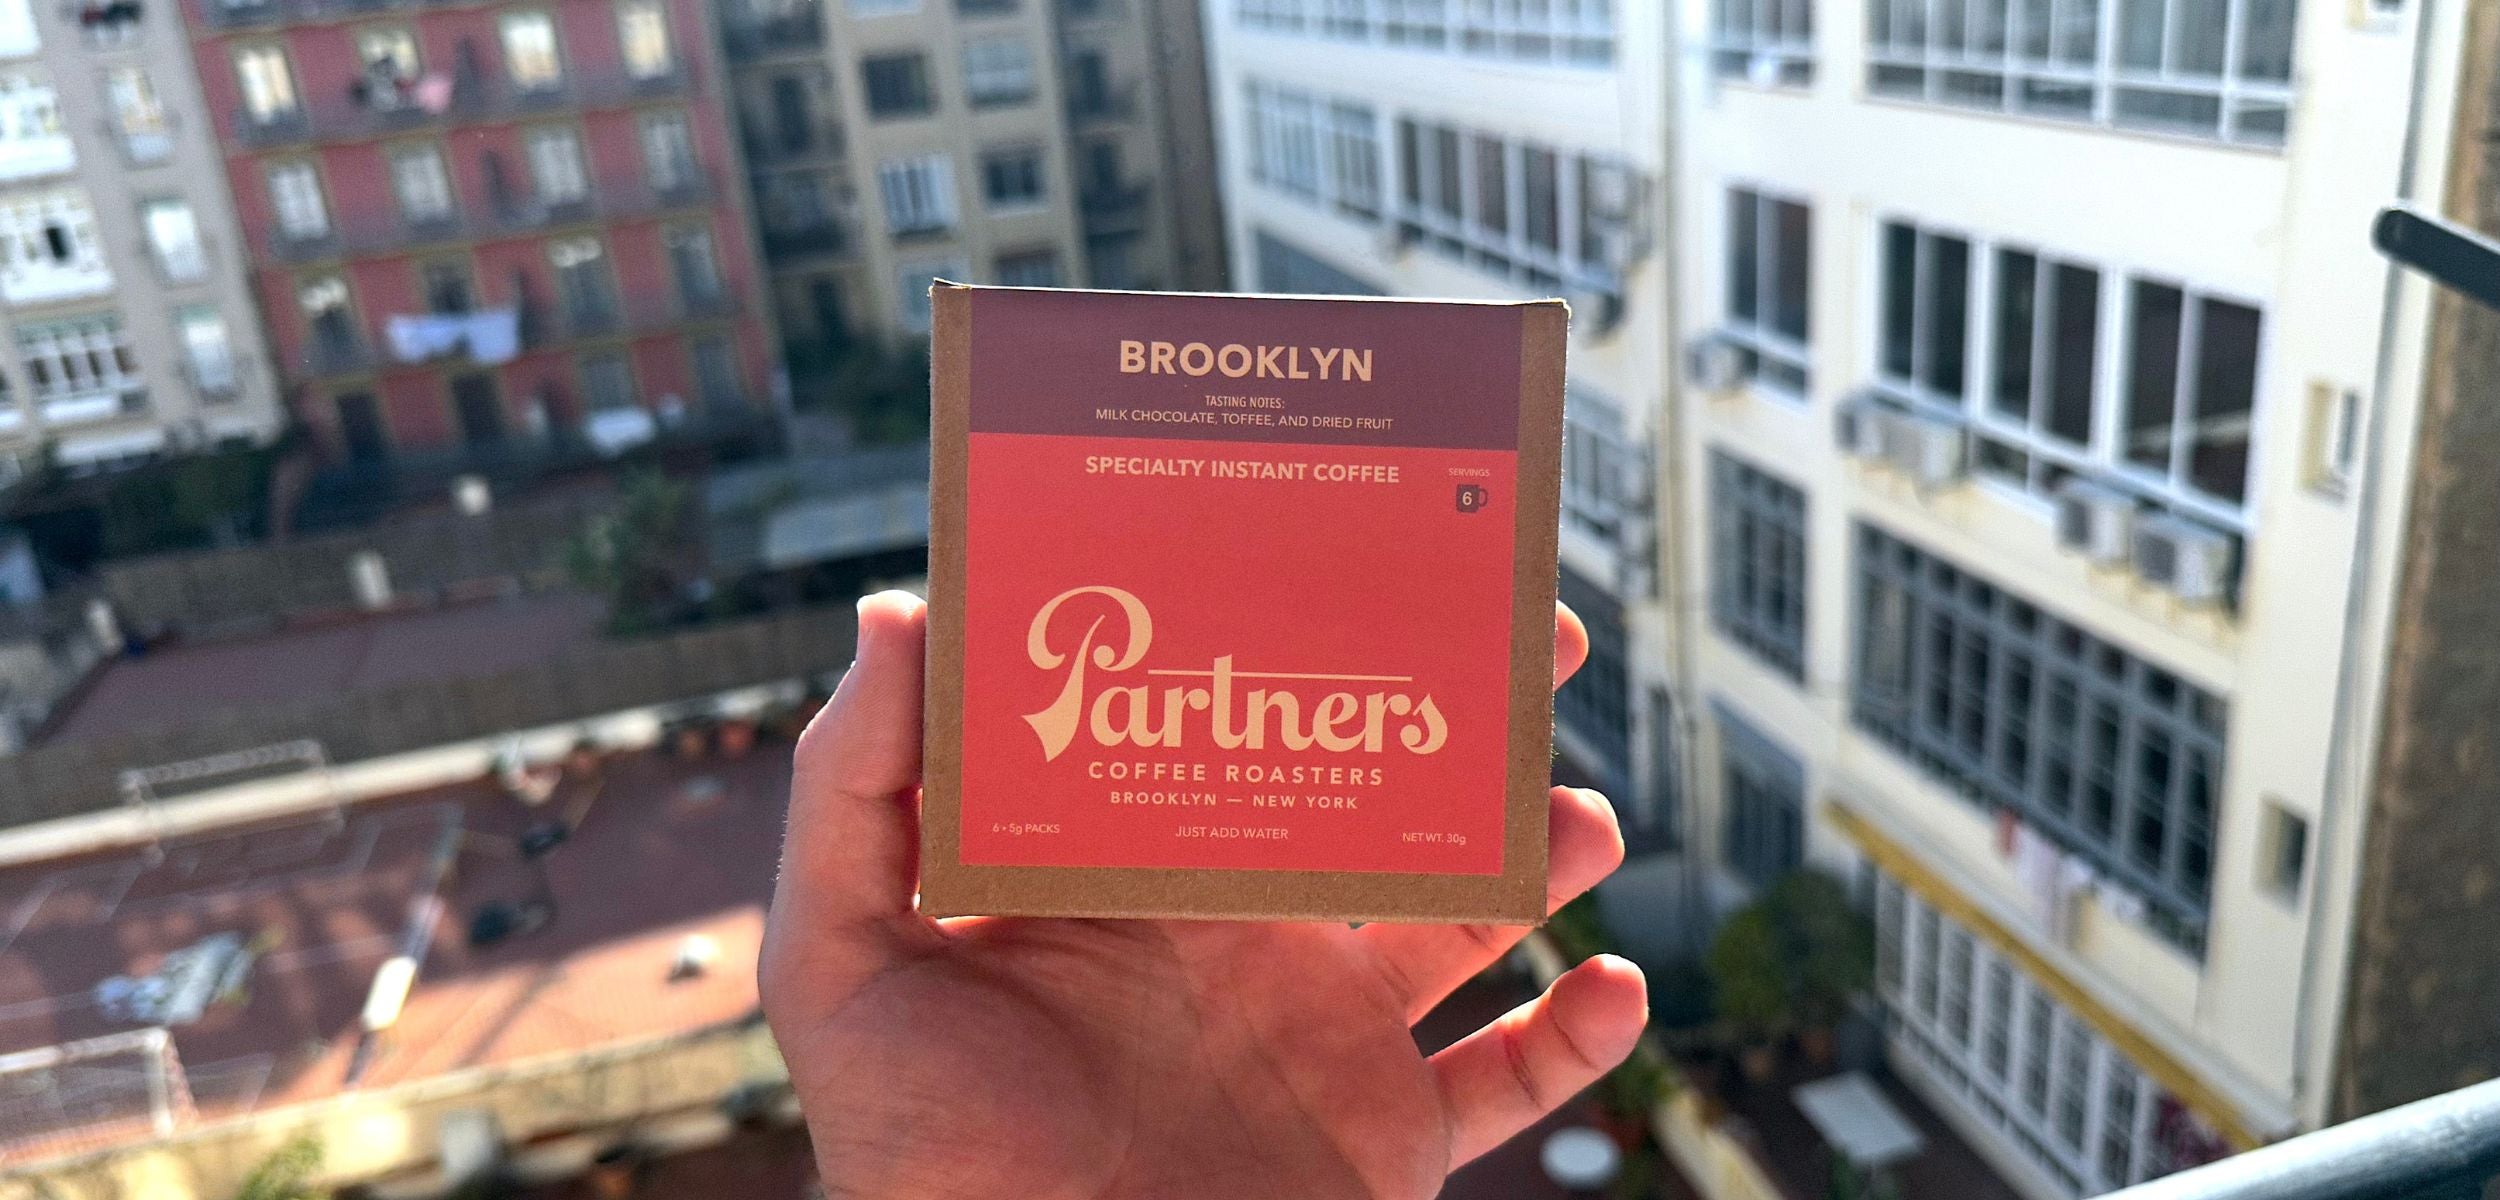 BROOKLYN
TASTING NOTES:
MILK CHOCOLATE, TOFFEE, AND DRIED FRUIT
SPECIALTY INSTANT COFFEE
SERVINGS
6
Partners
COFFEE ROASTERS
BROOKLYN — NEW YORK
6 • 5g PACKS
JUST ADD WATER
NET WT. 30g